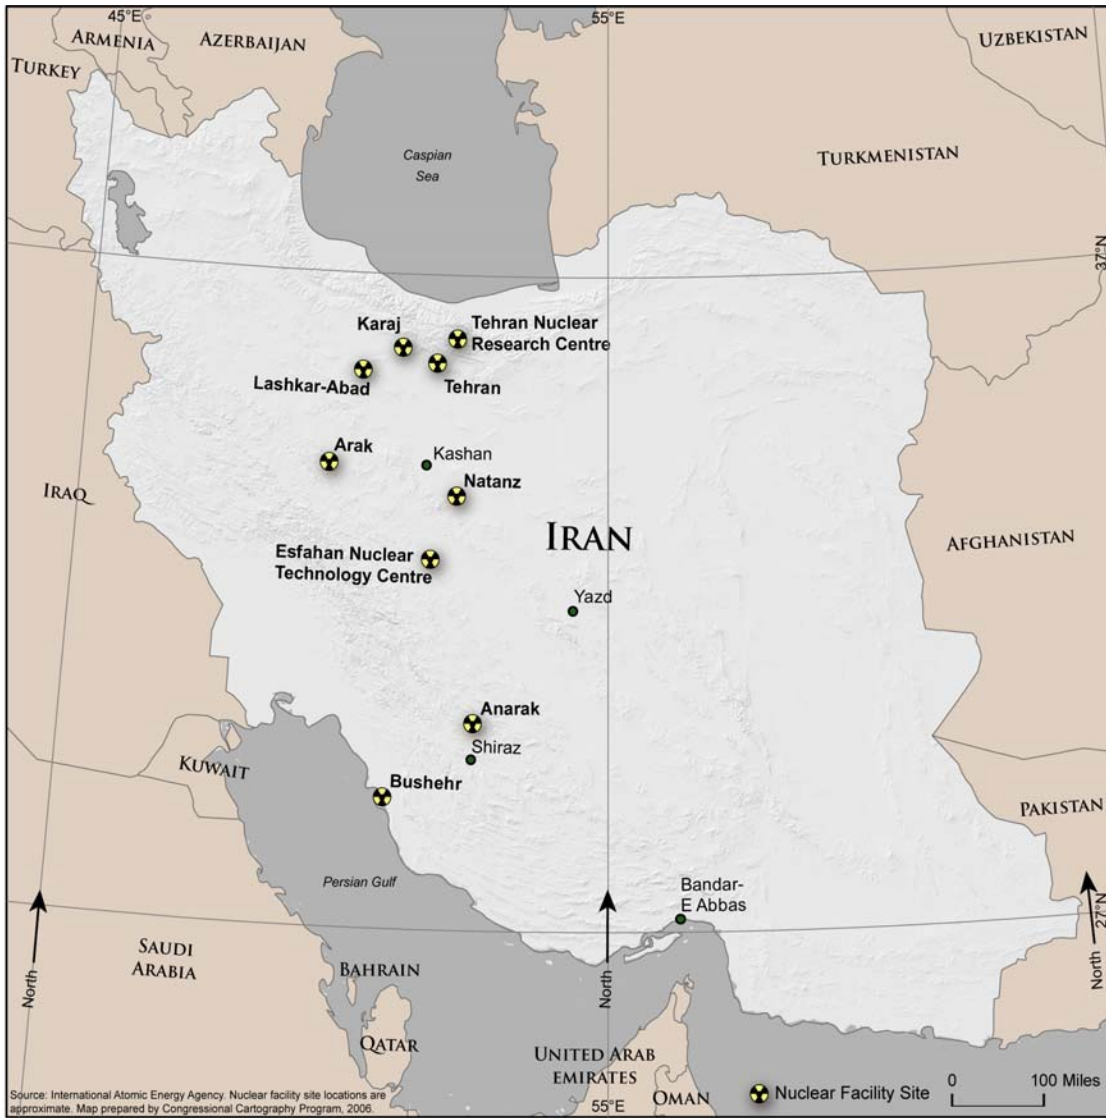 45°E
55°E
ARMENIA
AZERBAIJAN
UZBEKISTAN
TURKEY
Caspian
Sea
TURKMENISTAN
37°N
Karaj
Tehran Nuclear
Research Centre
Lashkar-Abad
Tehran
Arak
Kashan
IRAQ
Natanz
IRAN
AFGHANISTAN
Esfahan Nuclear
Technology Centre
Yazd
Anarak
Shiraz
KUWAIT
Bushehr
PAKISTAN
Persian Gulf
Bandar-
E Abbas
27°N
SAUDI
ARABIA
BAHRAIN
North
North
North
QATAR
UNITED ARAB
EMIRATES
OMAN
Nuclear Facility Site
0 100 Miles
Source: International Atomic Energy Agency. Nuclear facility site locations are
approximate. Map prepared by Congressional Cartography Program, 2006.
55°E